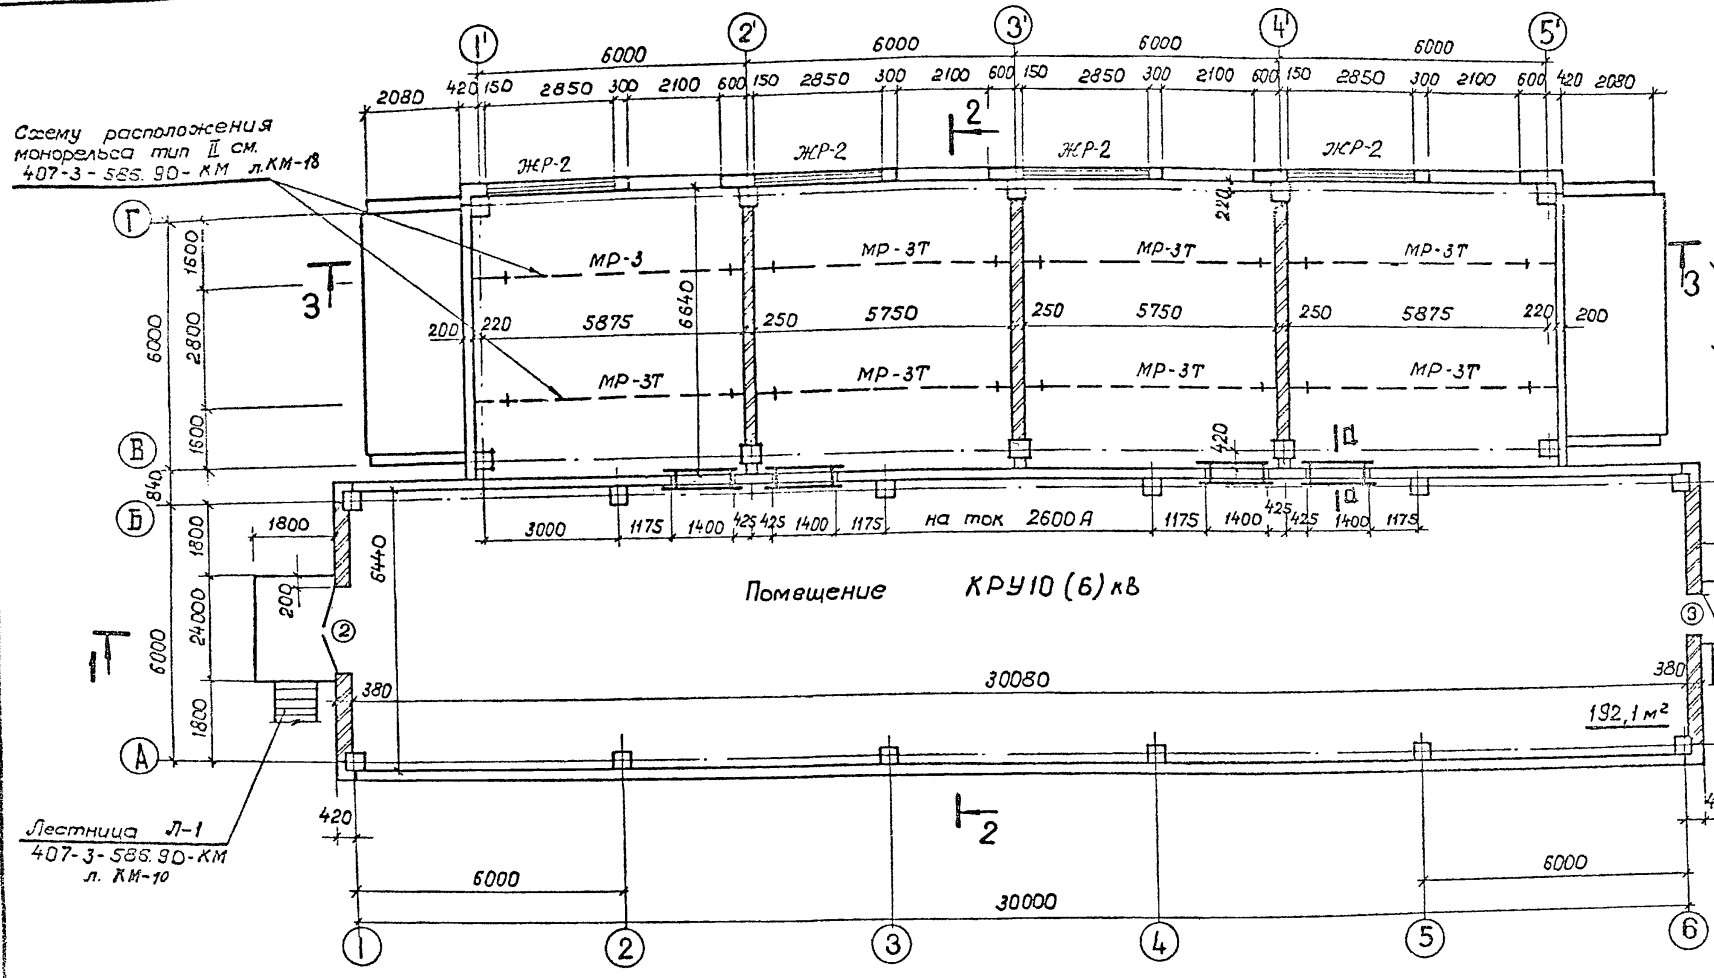 1' 2' 3' 4' 5'
6000 6000 6000 6000
2080 420 150 2850 300 2100 600 150 2850 300 2100 600 150 2850 300 2100 600 150 2850 300 2100 600 420 2080
Схему расположения
монорельса тип II см.
407-3-586.90-КМ л.КМ-18
ЖР-2 ЖР-2 ЖР-2 ЖР-2
2
220
Г
1600
МР-3 МР-3Т МР-3Т МР-3Т
3 3
6640
6000
2800
200 220 5875 250 5750 250 5750 250 5875 220 200
МР-3Т МР-3Т МР-3Т МР-3Т
1600
420
В
840
Б
1800
3000 1175 1400 425 425 1400 1175 на ток 2600А 1175 1400 425 425 1400 1175
1800
6440
Помещение КРУ10 (6) кВ
200
24000
6000
2 3
1
380 30080 380
1800
192,1 м²
А
420
2
Лестница Л-1
407-3-586.90-КМ
л. КМ-10
6000 6000
30000
1 2 3 4 5 6